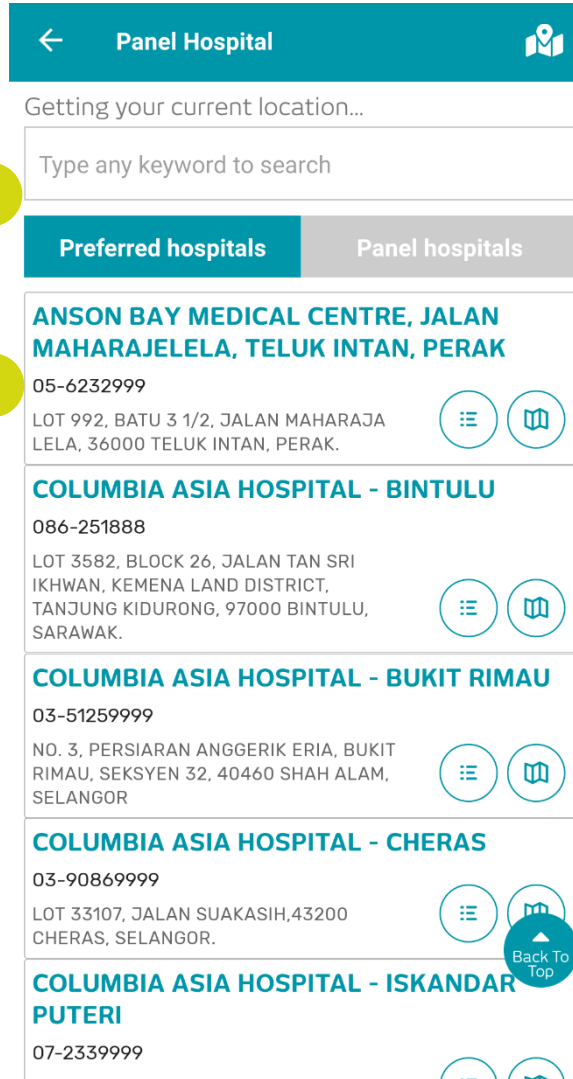 Panel Hospital
Getting your current location...
Type any keyword to search
Preferred hospitals
Panel hospitals
ANSON BAY MEDICAL CENTRE, JALAN
MAHARAJELELA, TELUK INTAN, PERAK
05-6232999
LOT 992, BATU 3 1/2, JALAN MAHARAJA
LELA, 36000 TELUK INTAN, PERAK.
COLUMBIA ASIA HOSPITAL - BINTULU
086-251888
LOT 3582, BLOCK 26, JALAN TAN SRI
IKHWAN, KEMENA LAND DISTRICT,
TANJUNG KIDURONG, 97000 BINTULU,
SARAWAK.
COLUMBIA ASIA HOSPITAL - BUKIT RIMAU
03-51259999
NO. 3, PERSIARAN ANGGERIK ERIA, BUKIT
RIMAU, SEKSYEN 32, 40460 SHAH ALAM,
SELANGOR
COLUMBIA ASIA HOSPITAL - CHERAS
03-90869999
LOT 33107, JALAN SUAKASIH,43200
CHERAS, SELANGOR.
Back To
Top
COLUMBIA ASIA HOSPITAL - ISKANDAR
PUTERI
07-2339999